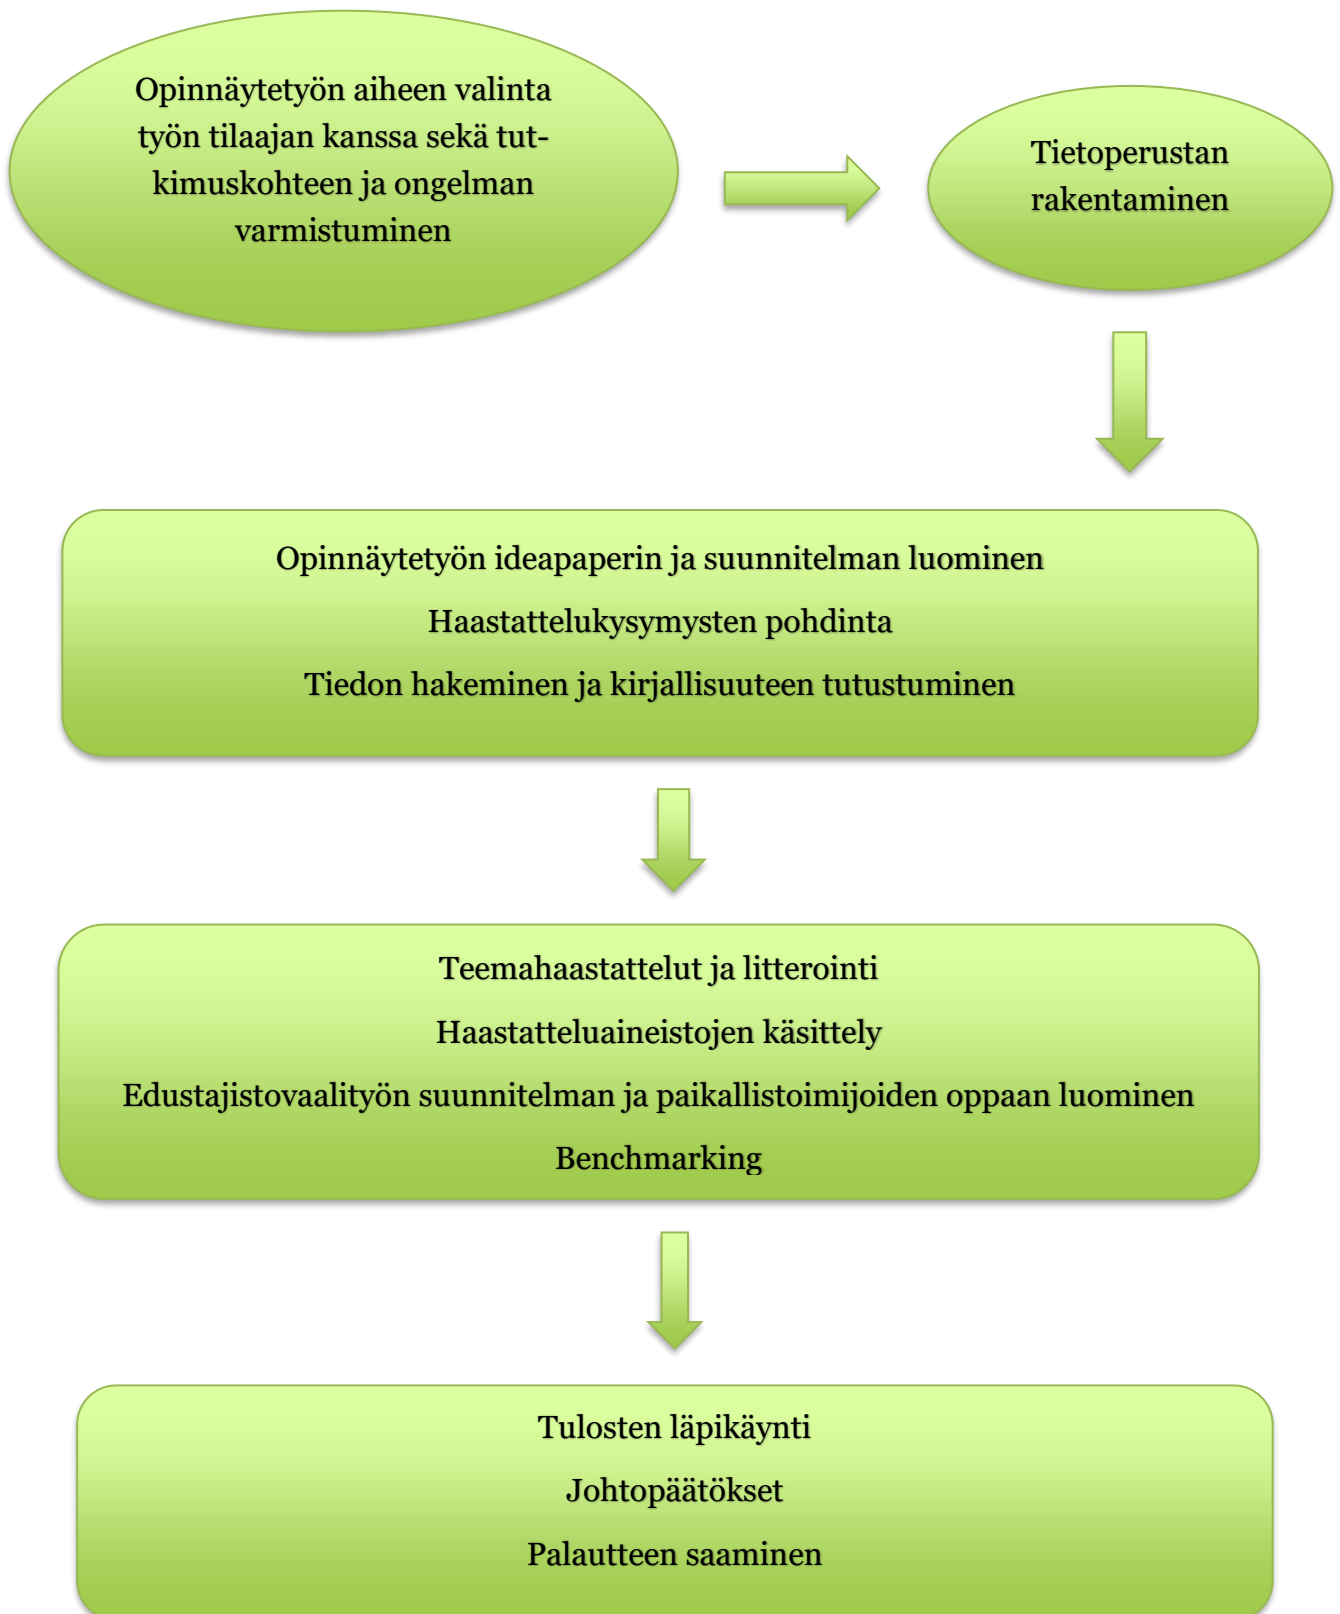 Opinnäytetyön aiheen valinta
työn tilaajan kanssa sekä tut-
kimuskohteen ja ongelman
varmistuminen
Tietoperustan
rakentaminen
Opinnäytetyön ideapaperin ja suunnitelman luominen
Haastattelukysymysten pohdinta
Tiedon hakeminen ja kirjallisuuteen tutustuminen
Teemahaastattelut ja litterointi
Haastatteluaineistojen käsittely
Edustajistovaalityön suunnitelman ja paikallistoimijoiden oppaan luominen
Benchmarking
Tulosten läpikäynti
Johtopäätökset
Palautteen saaminen